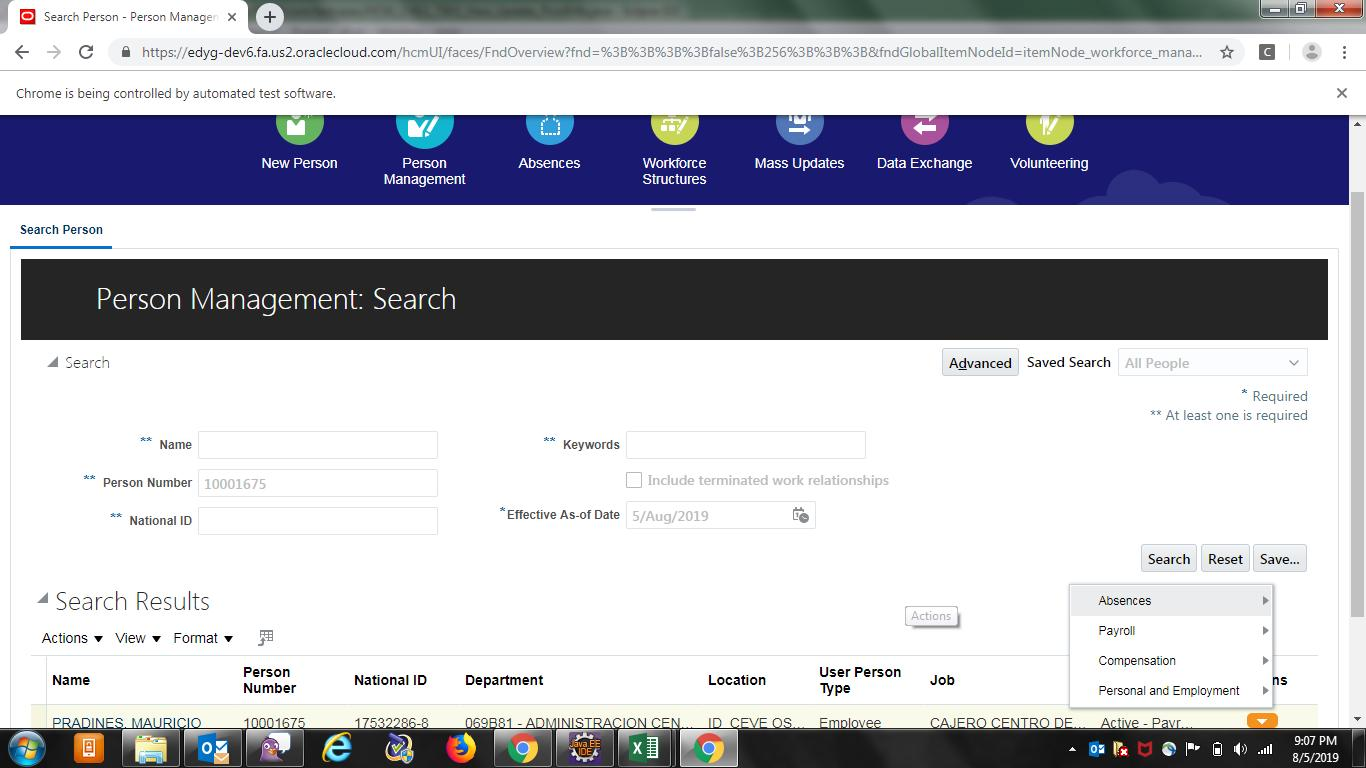 Search Person - Person Managem
https://edyg-dev6.fa.us2.oraclecloud.com/hcmUI/faces/FndOverview?fnd=%3B%3B%3B%3Bfalse%3B256%3B%3B%3B&fndGlobalItemNodeId=itemNode_workforce_mana...
C
Chrome is being controlled by automated test software.
New Person
Person Management
Absences
Workforce Structures
Mass Updates
Data Exchange
Volunteering
Search Person
Person Management: Search
Search
Advanced Saved Search All People
* Required
** At least one is required
** Name
** Keywords
** Person Number 10001675
Include terminated work relationships
** National ID
*Effective As-of Date 5/Aug/2019
Search Reset Save...
Search Results
Actions
Absences
Payroll
Compensation
Personal and Employment
Actions View Format
Name Person Number National ID Department Location User Person Type Job ns
PRADINES, MAURICIO 10001675 17532286-8 069B81 - ADMINISTRACION CEN... ID_CEVE OS... Employee CAJERO CENTRO DE... Active - Payr...
Java EE
IDE
9:07 PM
8/5/2019